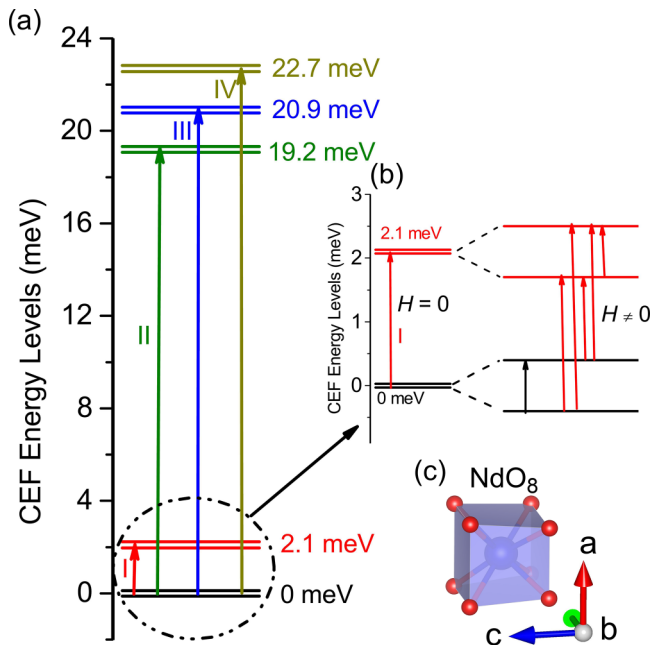 (a)
CEF Energy Levels (meV)
24
20
16
12
8
4
0
22.7 meV
IV
20.9 meV
III
19.2 meV
II
2.1 meV
I
0 meV
(b)
CEF Energy Levels (meV)
3
2
1
0
2.1 meV
H = 0
I
0 meV
H ≠ 0
(c)
NdO₈
a
b
c